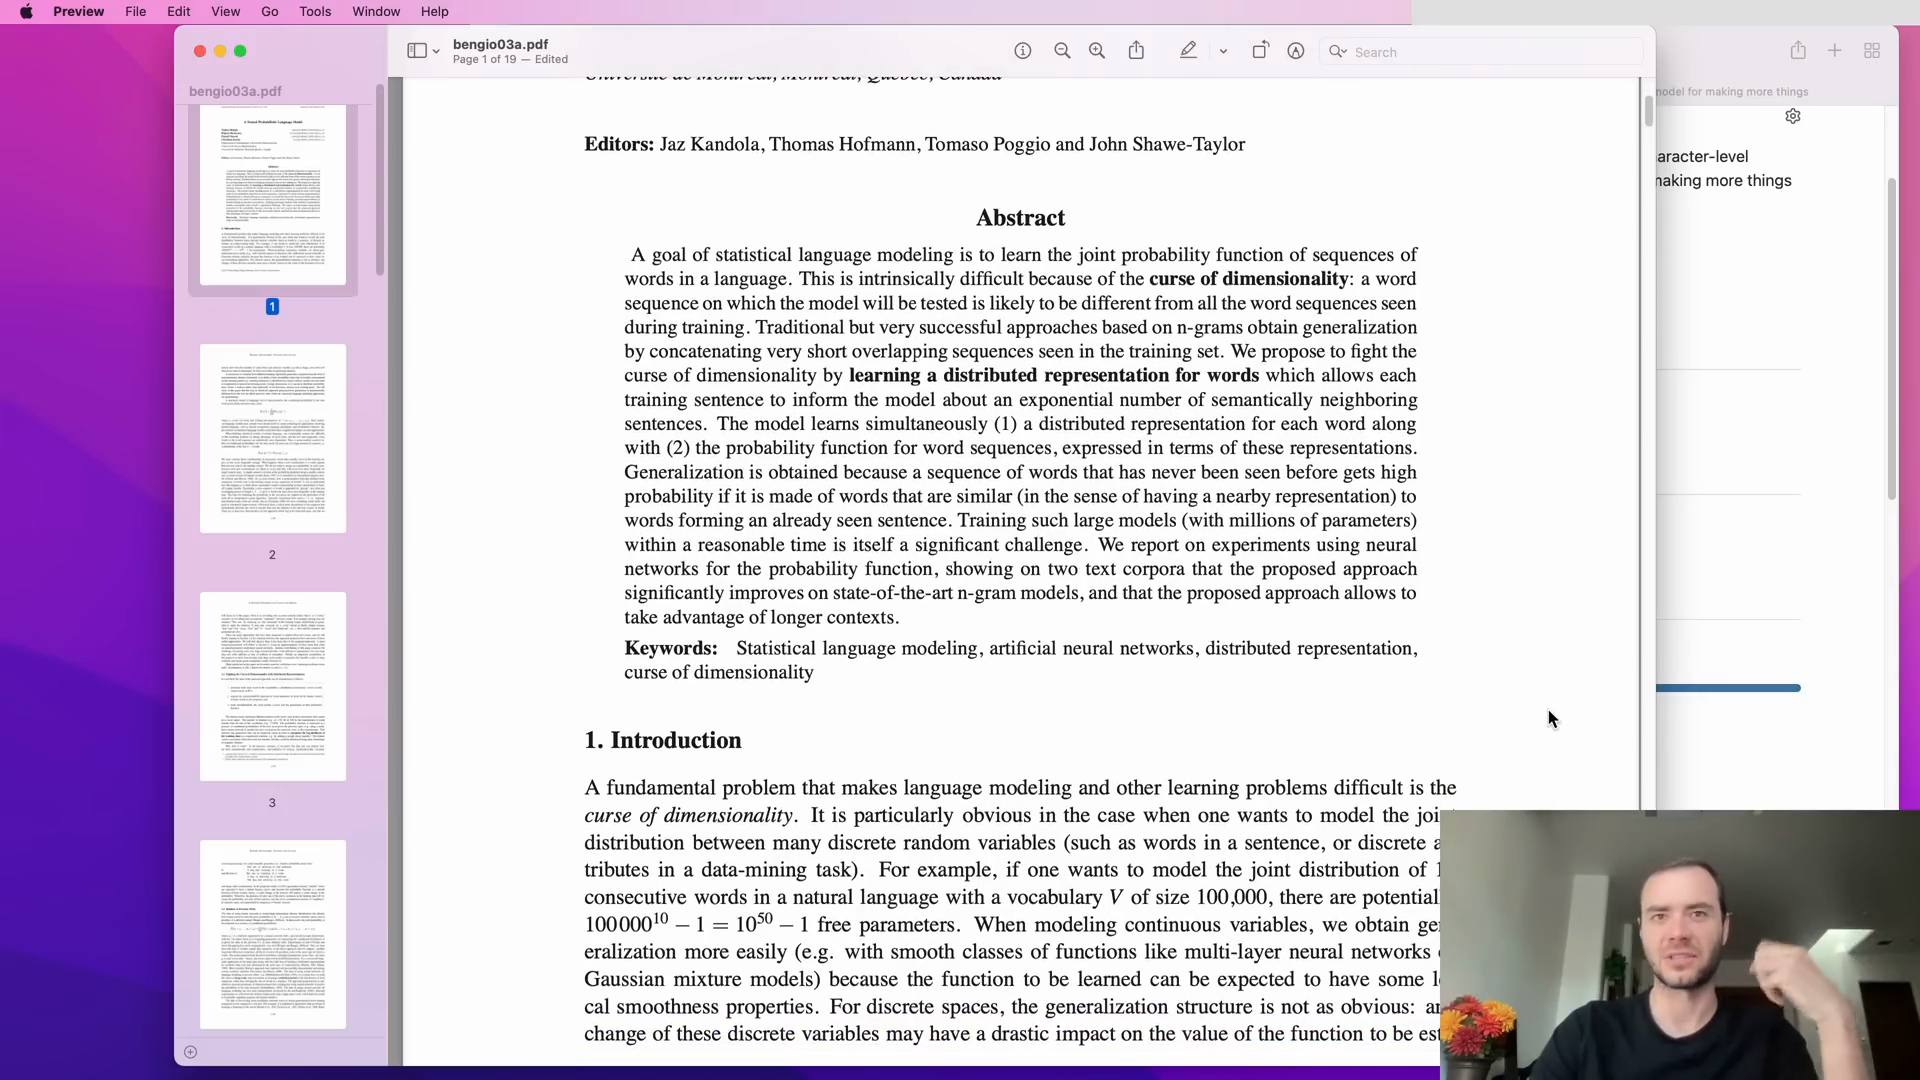 Preview File Edit View Go Tools Window Help
bengio03a.pdf
Page 1 of 19 — Edited
Search
bengio03a.pdf
1
2
3
Editors: Jaz Kandola, Thomas Hofmann, Tomaso Poggio and John Shawe-Taylor
Abstract
A goal of statistical language modeling is to learn the joint probability function of sequences of
words in a language. This is intrinsically difficult because of the curse of dimensionality: a word
sequence on which the model will be tested is likely to be different from all the word sequences seen
during training. Traditional but very successful approaches based on n-grams obtain generalization
by concatenating very short overlapping sequences seen in the training set. We propose to fight the
curse of dimensionality by learning a distributed representation for words which allows each
training sentence to inform the model about an exponential number of semantically neighboring
sentences. The model learns simultaneously (1) a distributed representation for each word along
with (2) the probability function for word sequences, expressed in terms of these representations.
Generalization is obtained because a sequence of words that has never been seen before gets high
probability if it is made of words that are similar (in the sense of having a nearby representation) to
words forming an already seen sentence. Training such large models (with millions of parameters)
within a reasonable time is itself a significant challenge. We report on experiments using neural
networks for the probability function, showing on two text corpora that the proposed approach
significantly improves on state-of-the-art n-gram models, and that the proposed approach allows to
take advantage of longer contexts.
Keywords: Statistical language modeling, artificial neural networks, distributed representation,
curse of dimensionality
1. Introduction
A fundamental problem that makes language modeling and other learning problems difficult is the
curse of dimensionality. It is particularly obvious in the case when one wants to model the joi
distribution between many discrete random variables (such as words in a sentence, or discrete a
tributes in a data-mining task). For example, if one wants to model the joint distribution of 1
consecutive words in a natural language with a vocabulary V of size 100,000, there are potential
100000¹⁰ − 1 = 10⁵⁰ − 1 free parameters. When modeling continuous variables, we obtain ge
eralization more easily (e.g. with smooth classes of functions like multi-layer neural networks
Gaussian mixture models) because the function to be learned can be expected to have some l
cal smoothness properties. For discrete spaces, the generalization structure is not as obvious: a
change of these discrete variables may have a drastic impact on the value of the function to be est
model for making more things
aracter-level
making more things